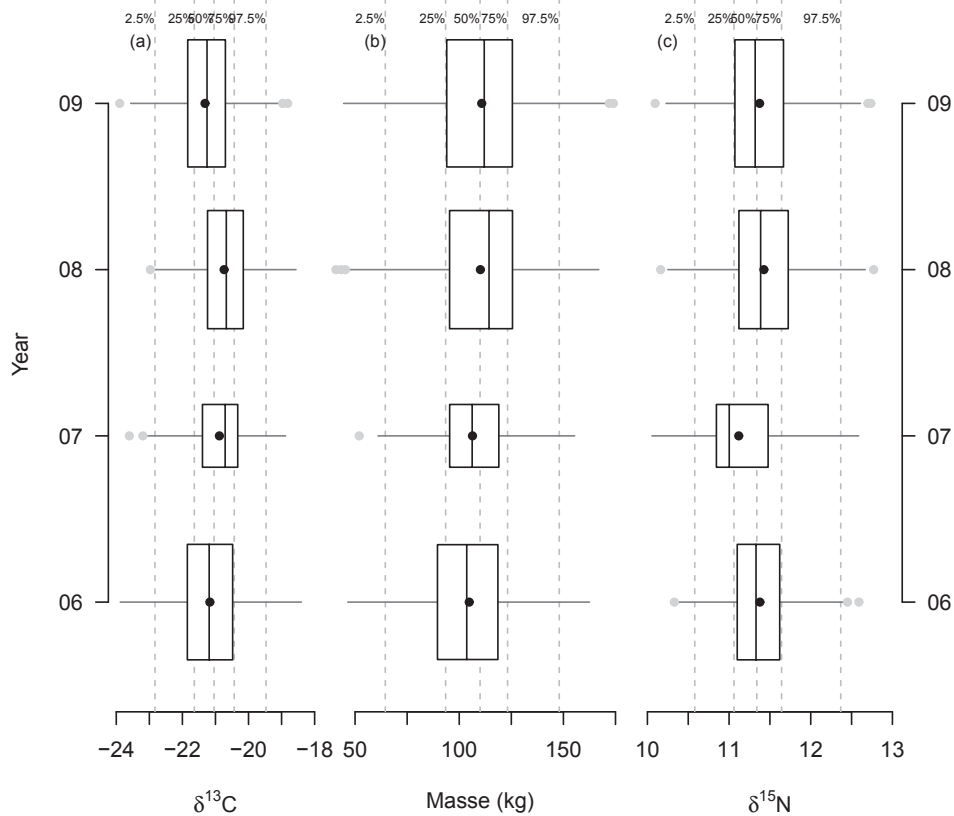 2.5% 25% 50% 75% 97.5% 2.5% 25% 50% 75% 97.5% 2.5% 25% 50% 75% 97.5%
(a) (b) (c)
09 09
08 08
Year
07 07
06 06
−24 −22 −20 −18 50 100 150 10 11 12 13
δ¹³C Masse (kg) δ¹⁵N